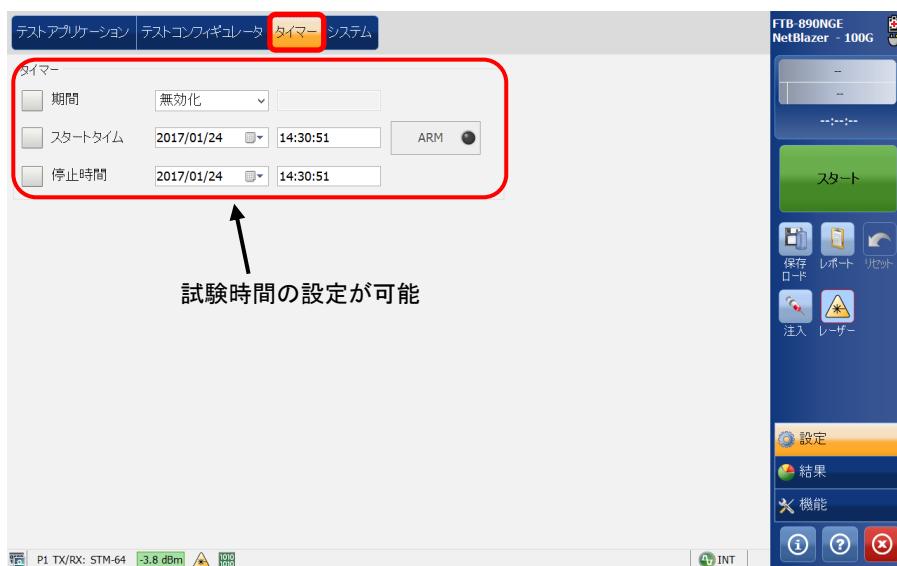 テストアプリケーション テストコンフィギュレータ タイマー システム
タイマー
期間 無効化
スタートタイム 2017/01/24 14:30:51 ARM
停止時間 2017/01/24 14:30:51
試験時間の設定が可能
FTB-890NGE
NetBlazer - 100G
--
--
--:--:--
スタート
保存
ロード
レポート
リセット
注入
レーザー
設定
結果
機能
P1 TX/RX: STM-64 -3.8 dBm 1010 1010 INT